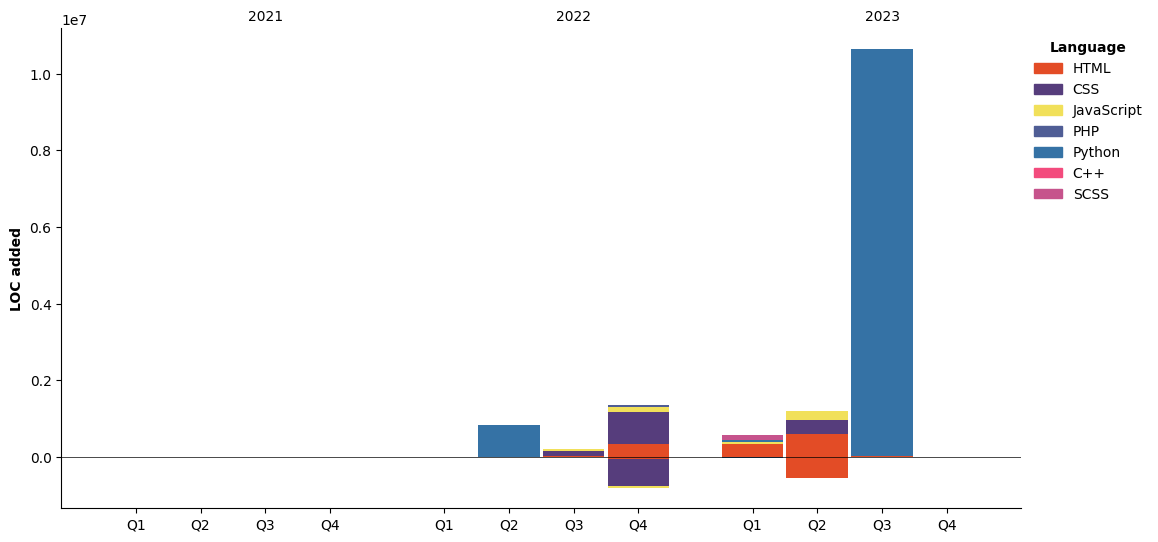 2021 2022 2023
1e7
Language
HTML
CSS
JavaScript
PHP
Python
C++
SCSS
LOC added
1.0
0.8
0.6
0.4
0.2
0.0
Q1 Q2 Q3 Q4 Q1 Q2 Q3 Q4 Q1 Q2 Q3 Q4